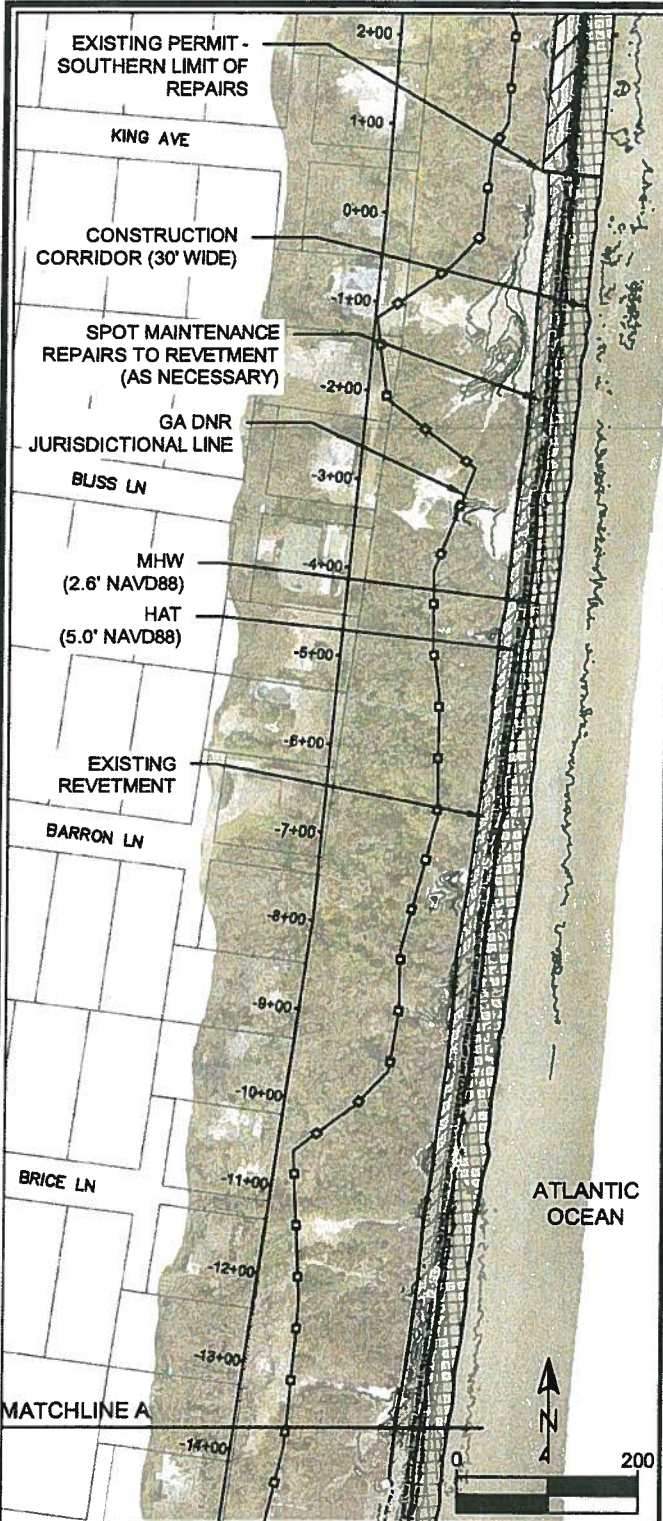 2+00
EXISTING PERMIT -
SOUTHERN LIMIT OF
REPAIRS
1+00
KING AVE
0+00
CONSTRUCTION
CORRIDOR (30' WIDE)
-1+00
SPOT MAINTENANCE
REPAIRS TO REVETMENT
(AS NECESSARY)
-2+00
GA DNR
JURISDICTIONAL LINE
-3+00
BLISS LN
MHW
(2.6' NAVD88)
-4+00
HAT
(5.0' NAVD88)
-5+00
-6+00
EXISTING
REVETMENT
-7+00
BARRON LN
-8+00
-9+00
-10+00
BRICE LN
-11+00
ATLANTIC
OCEAN
-12+00
-13+00
MATCHLINE A
-14+00
N
0
200